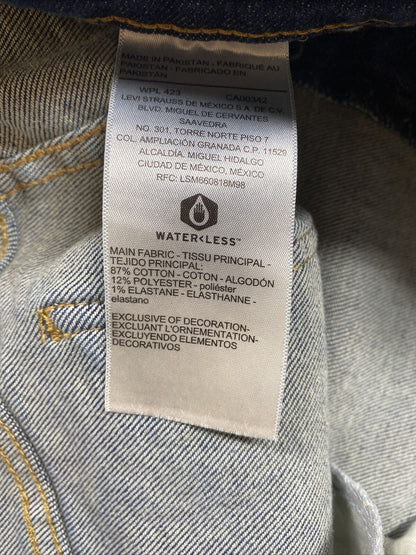 MADE IN PAKISTAN - FABRIQUÉ AU
PAKISTAN - FABRICADO EN
PAKISTÁN
WPL 423 CA00342
LEVI STRAUSS DE MÉXICO S.A. DE C.V.
BLVD. MIGUEL DE CERVANTES
SAAVEDRA
NO. 301, TORRE NORTE PISO 7
COL. AMPLIACIÓN GRANADA C.P. 11529
ALCALDÍA. MIGUEL HIDALGO
CIUDAD DE MÉXICO, MÉXICO
RFC: LSM660818M98
WATER<LESS™
MAIN FABRIC - TISSU PRINCIPAL -
TEJIDO PRINCIPAL:
87% COTTON - COTON - ALGODÓN
12% POLYESTER - poliéster
1% ELASTANE - ÉLASTHANNE -
elastano
EXCLUSIVE OF DECORATION-
EXCLUANT L'ORNEMENTATION-
EXCLUYENDO ELEMENTOS
DECORATIVOS